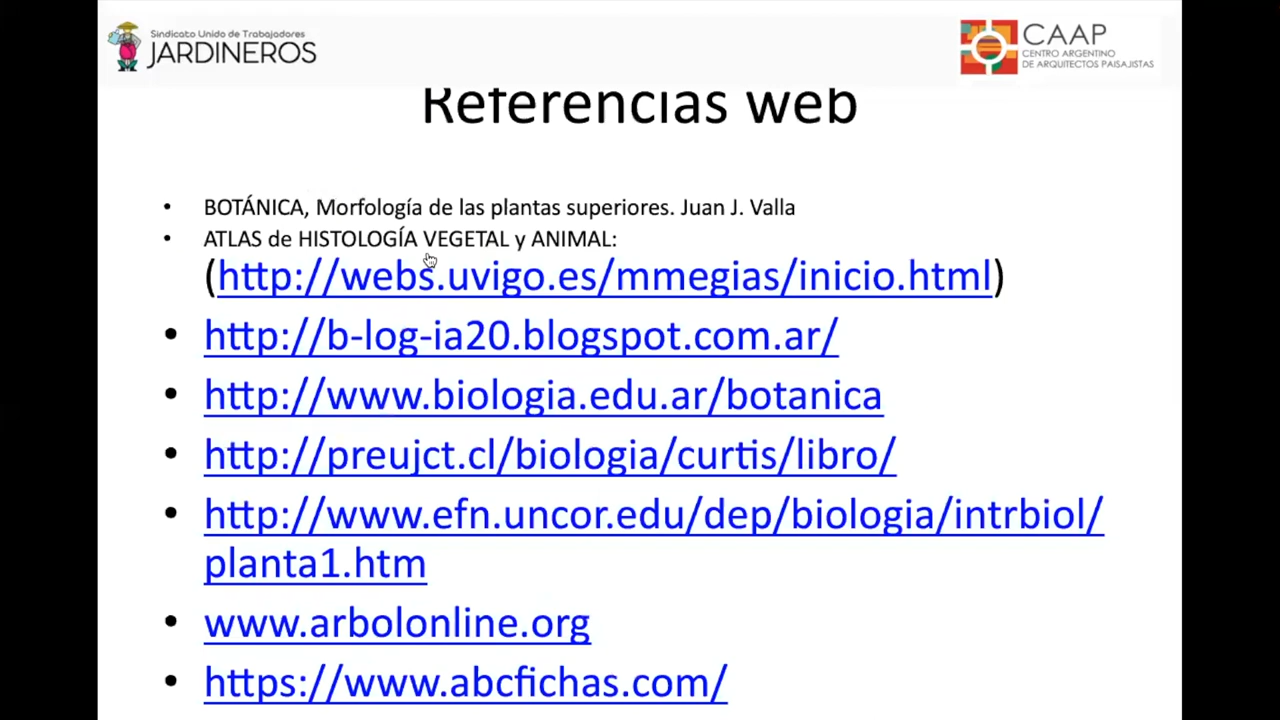 Sindicato Unido de Trabajadores
JARDINEROS
CAAP
CENTRO ARGENTINO
DE ARQUITECTOS PAISAJISTAS
Referencias web
• BOTÁNICA, Morfología de las plantas superiores. Juan J. Valla
• ATLAS de HISTOLOGÍA VEGETAL y ANIMAL:
(http://webs.uvigo.es/mmegias/inicio.html)
• http://b-log-ia20.blogspot.com.ar/
• http://www.biologia.edu.ar/botanica
• http://preujct.cl/biologia/curtis/libro/
• http://www.efn.uncor.edu/dep/biologia/intrbiol/
planta1.htm
• www.arbolonline.org
• https://www.abcfichas.com/